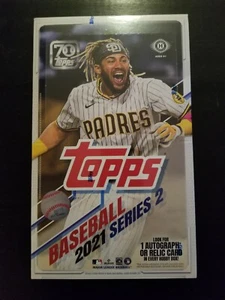 70
TOPPS
H
PADRES
Topps
BASEBALL
2021 SERIES 2
LOOK FOR
1 AUTOGRAPH
OR RELIC CARD
IN EVERY HOBBY BOX!